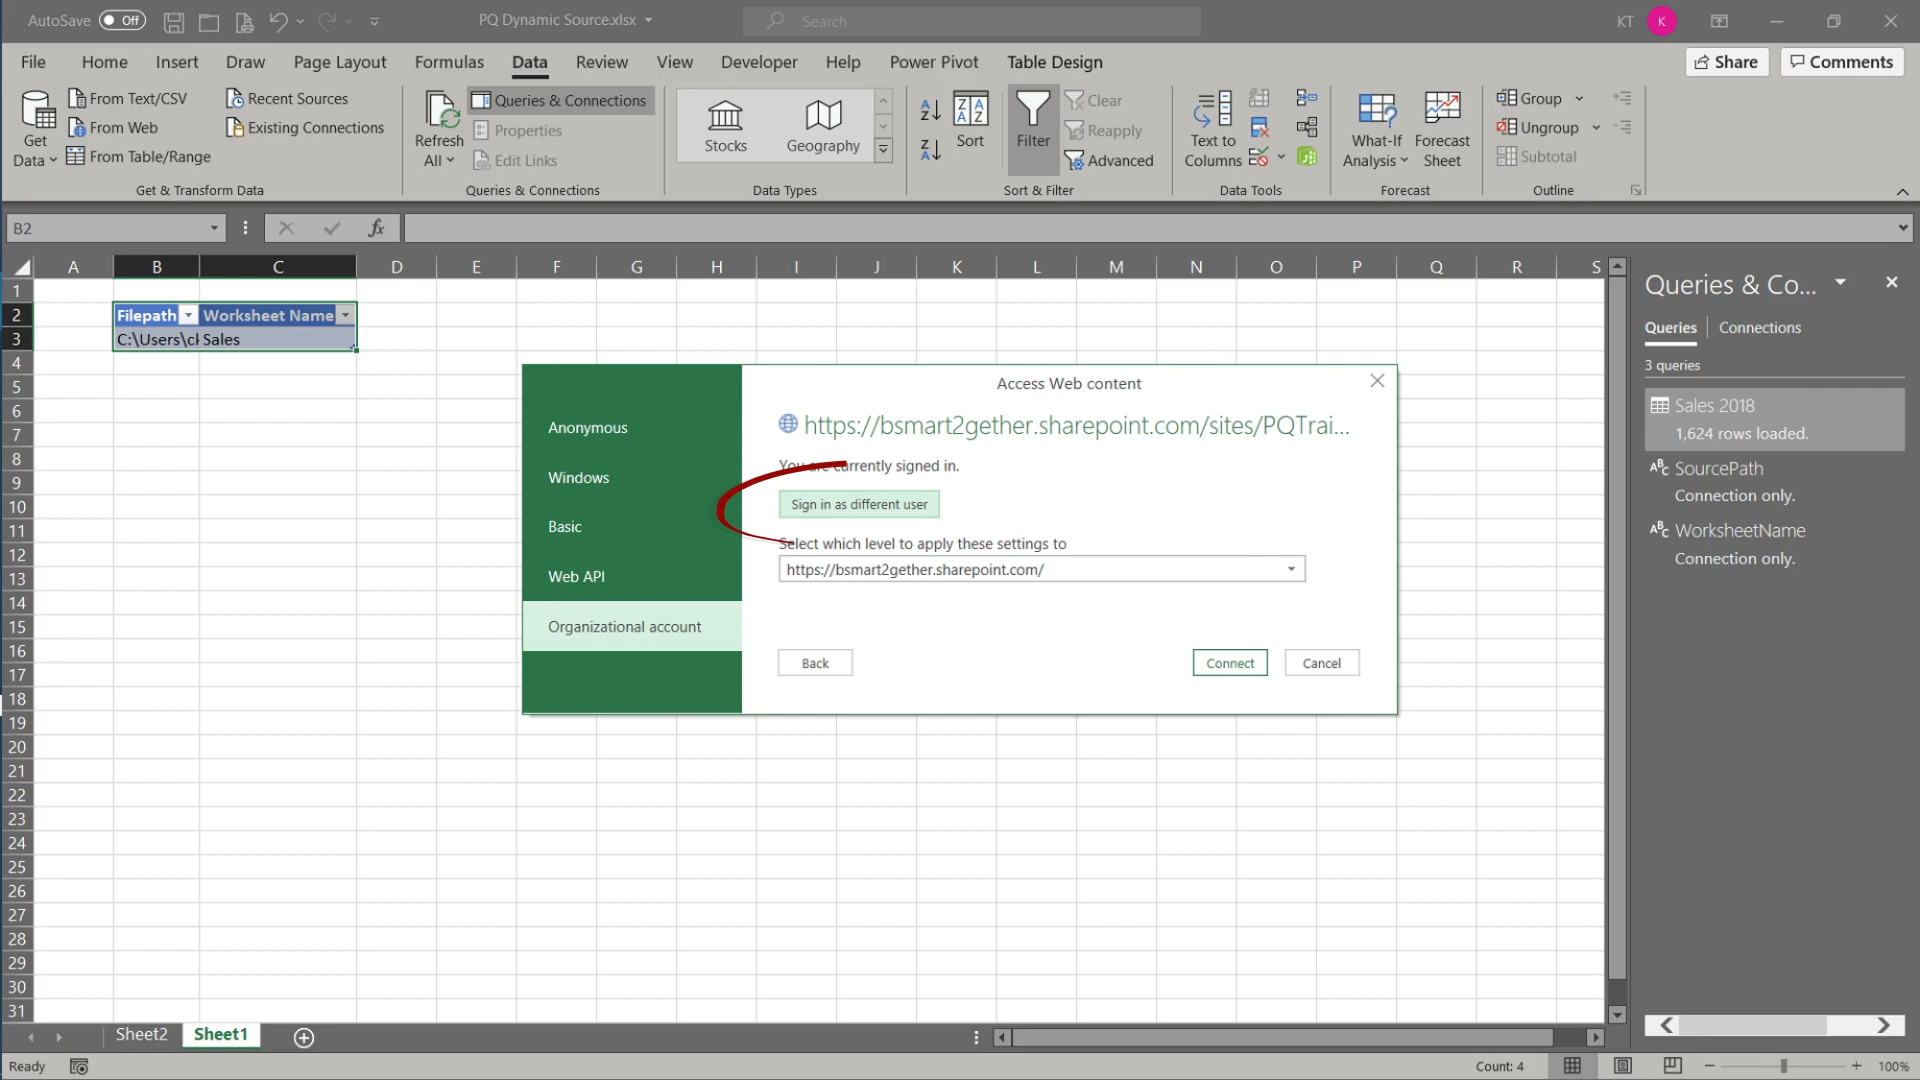 AutoSave Off PQ Dynamic Source.xlsx Search KT K
File Home Insert Draw Page Layout Formulas Data Review View Developer Help Power Pivot Table Design Share Comments
Get Data
From Text/CSV
From Web
From Table/Range
Recent Sources
Existing Connections
Get & Transform Data
Refresh All
Queries & Connections
Properties
Edit Links
Queries & Connections
Stocks
Geography
Data Types
Sort
Filter
Clear
Reapply
Advanced
Sort & Filter
Text to Columns
Data Tools
What-If Analysis
Forecast Sheet
Forecast
Group
Ungroup
Subtotal
Outline
B2 fx
A B C D E F G H I J K L M N O P Q R S
1
2 Filepath Worksheet Name
3 C:\Users\cl Sales
4
5
6
7
8
9
10
11
12
13
14
15
16
17
18
19
20
21
22
23
24
25
26
27
28
29
30
31
Access Web content
Anonymous
Windows
Basic
Web API
Organizational account
https://bsmart2gether.sharepoint.com/sites/PQTrai...
You are currently signed in.
Sign in as different user
Select which level to apply these settings to
https://bsmart2gether.sharepoint.com/
Back Connect Cancel
Queries & Co...
Queries Connections
3 queries
Sales 2018
1,624 rows loaded.
SourcePath
Connection only.
WorksheetName
Connection only.
Sheet2 Sheet1
Ready Count: 4 100%